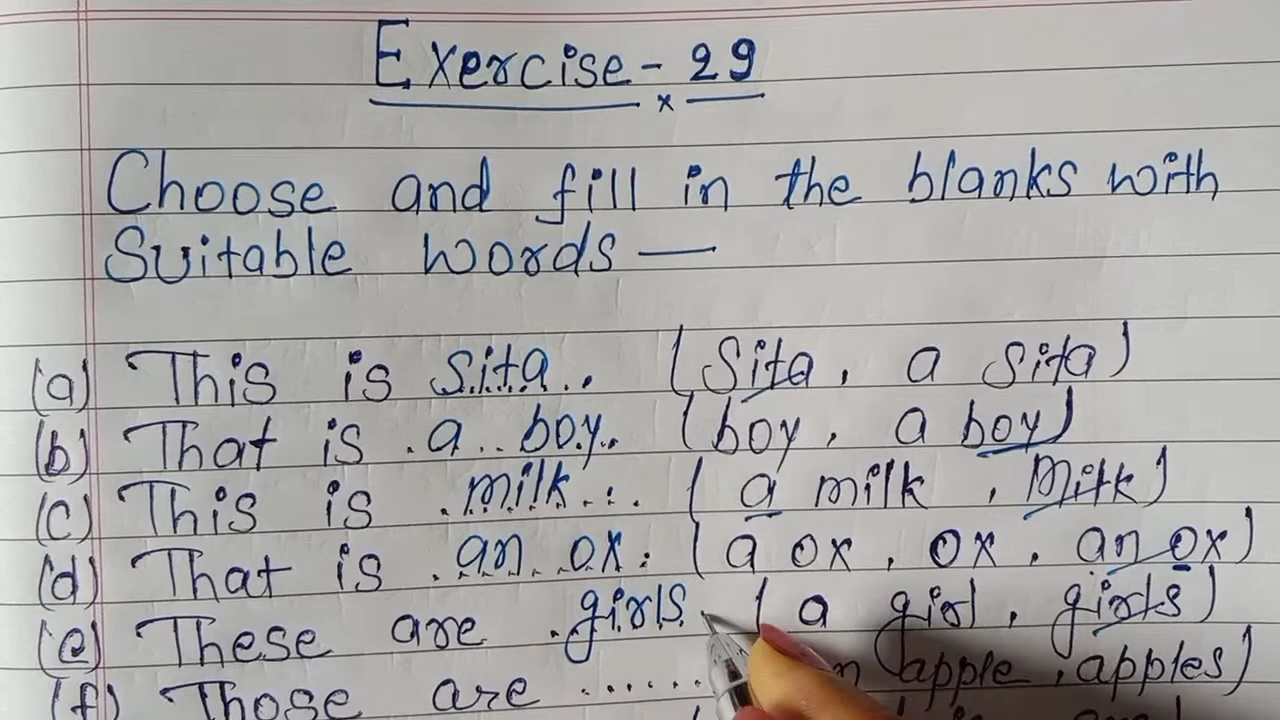 Exercise - 29
Choose and fill in the blanks with
Suitable words —
(a) This is Sita.. (Sita, a Sita)
(b) That is .a.. boy.. (boy, a boy)
(c) This is .milk... (a milk, Milk)
(d) That is .an ox. (a ox, ox, an ox)
(e) These are .girls. (a girl, girls)
(f) Those are ...... apple, apples)